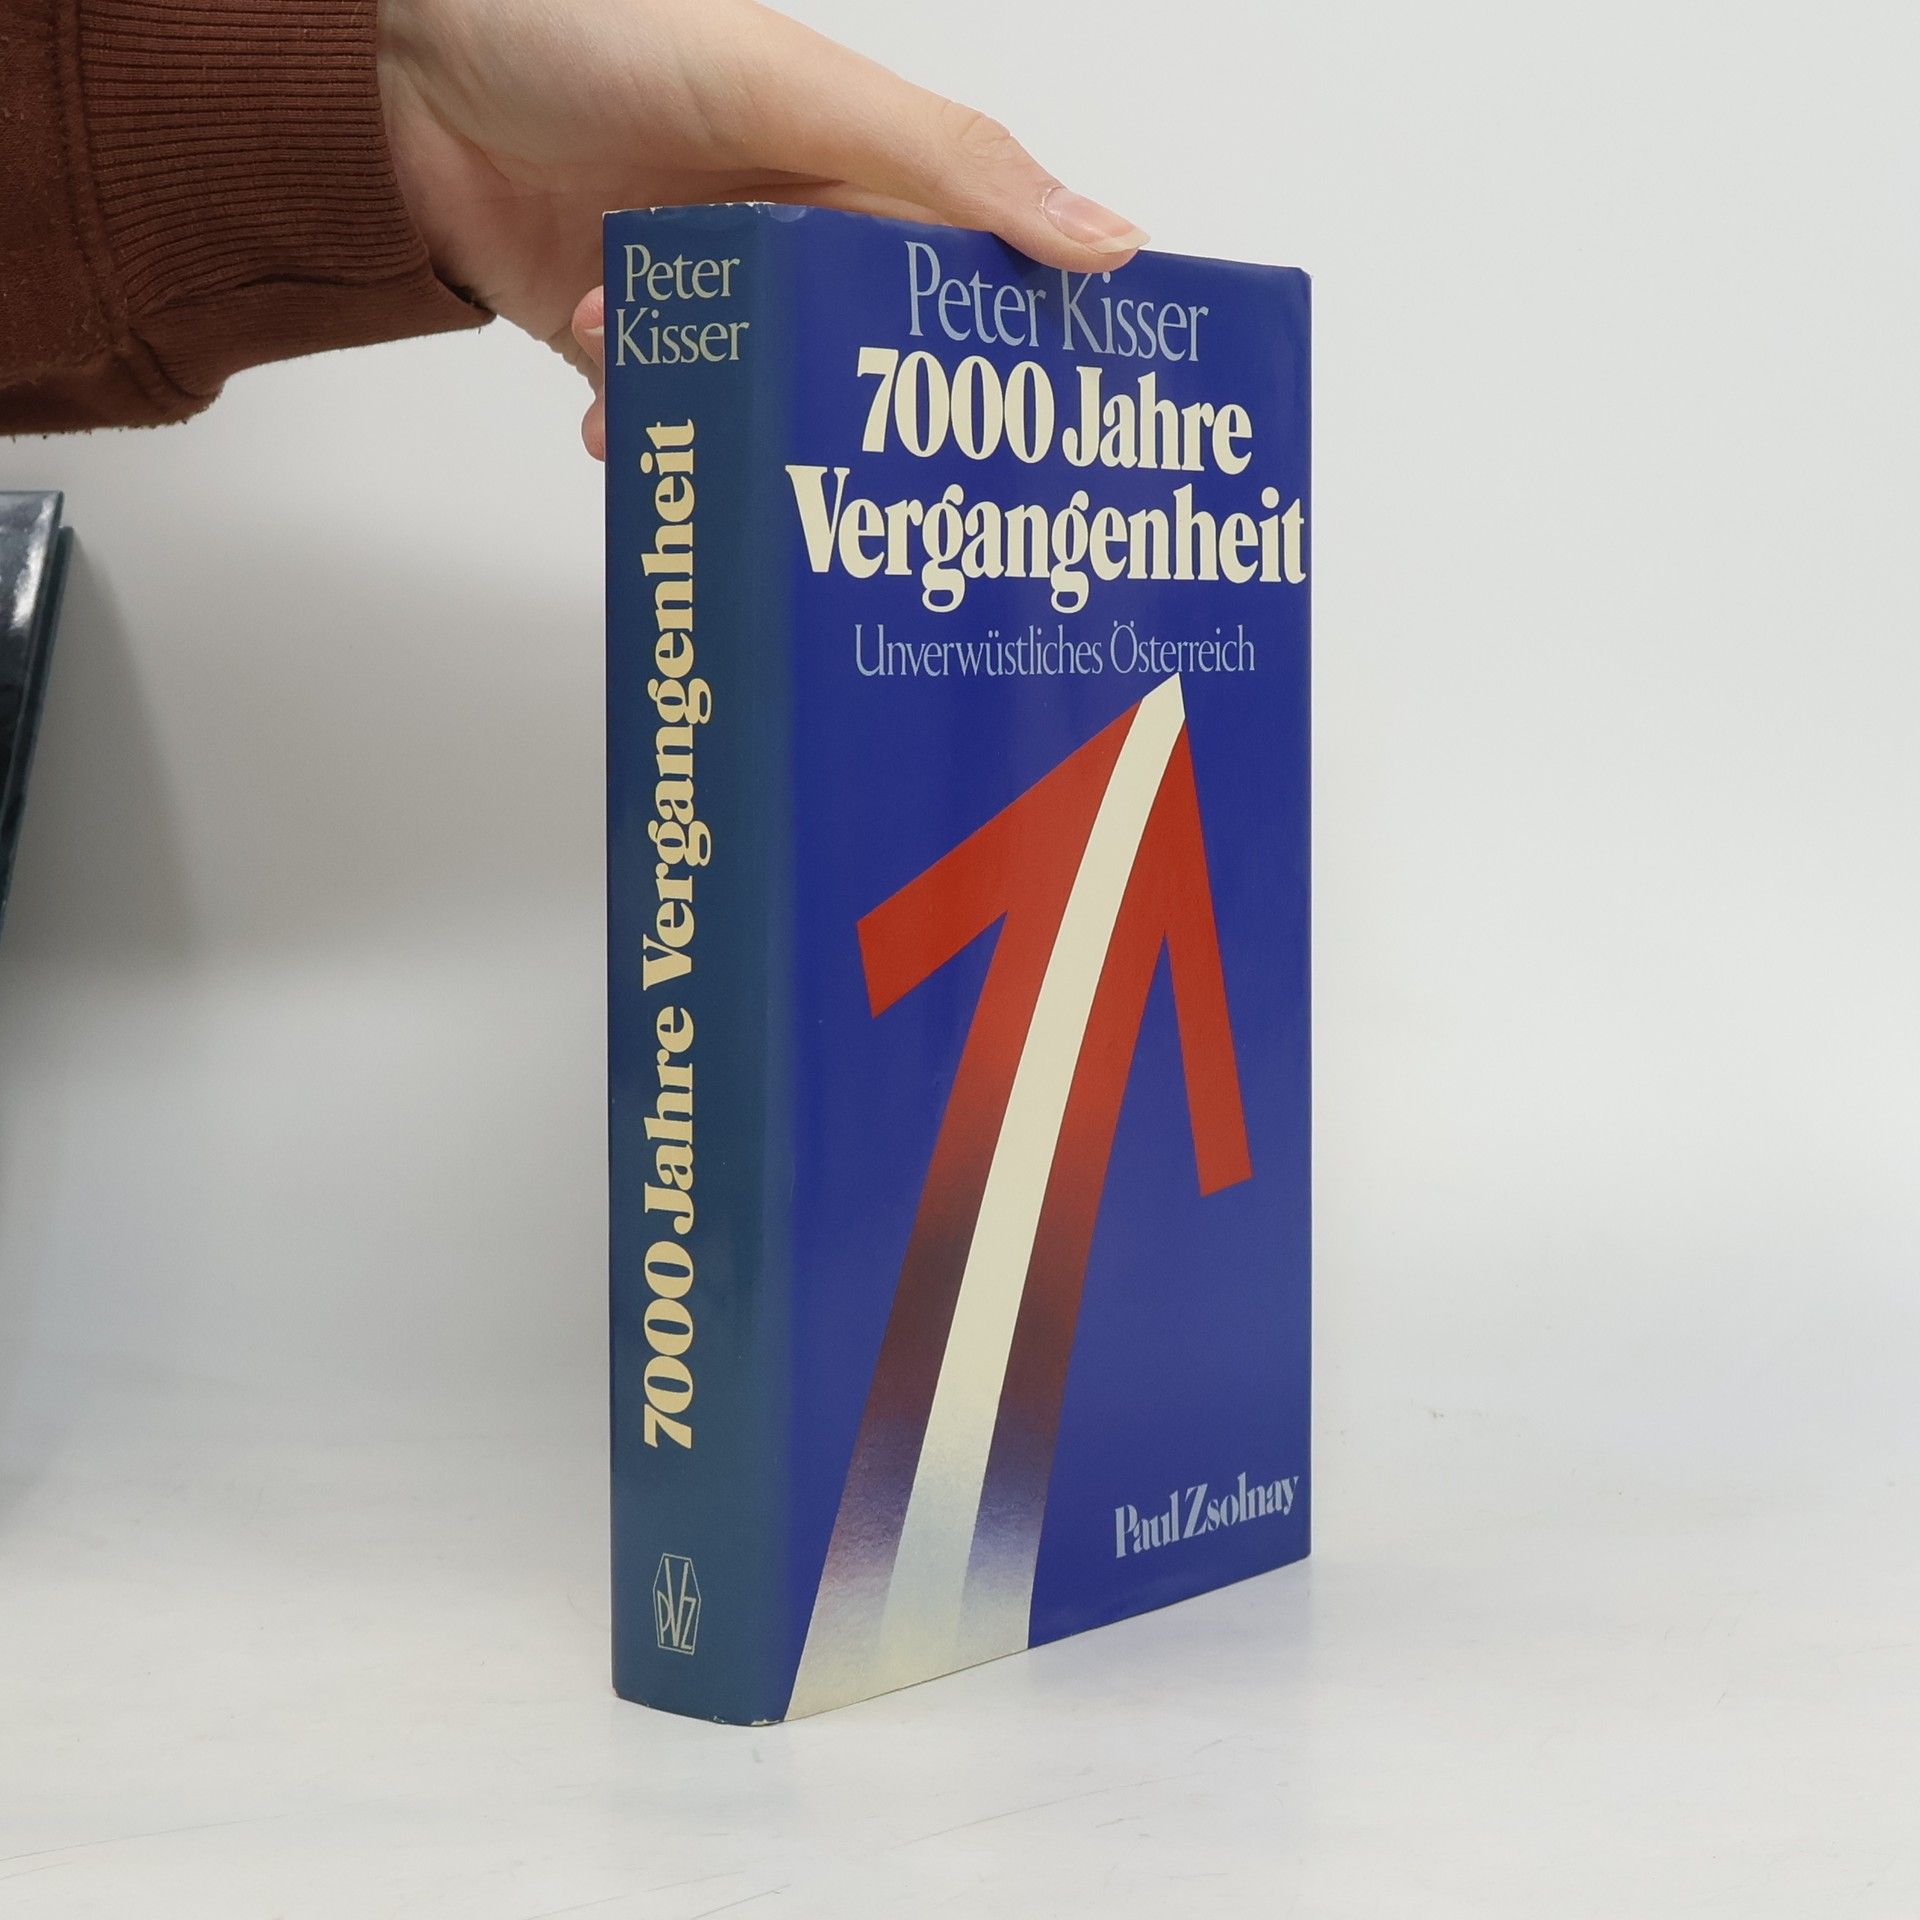 Peter
Kisser
7000 Jahre Vergangenheit
PVZ
Peter Kisser
7000 Jahre
Vergangenheit
Unverwüstliches Österreich
Paul Zsolnay